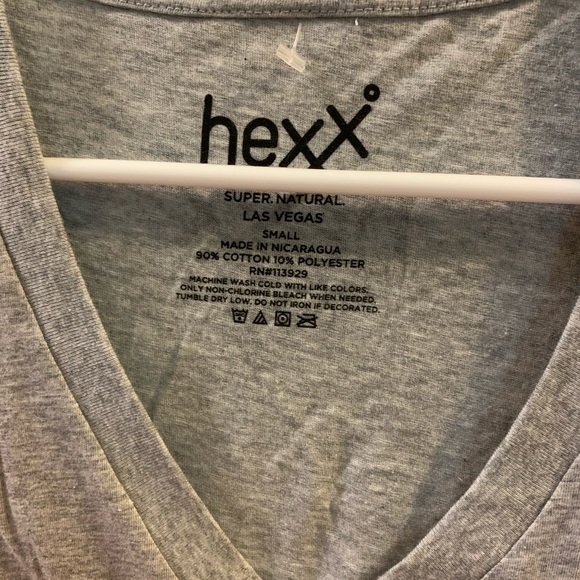 hexx°
SUPER. NATURAL.
LAS VEGAS
SMALL
MADE IN NICARAGUA
90% COTTON 10% POLYESTER
RN#113929
MACHINE WASH COLD WITH LIKE COLORS.
ONLY NON-CHLORINE BLEACH WHEN NEEDED.
TUMBLE DRY LOW. DO NOT IRON IF DECORATED.